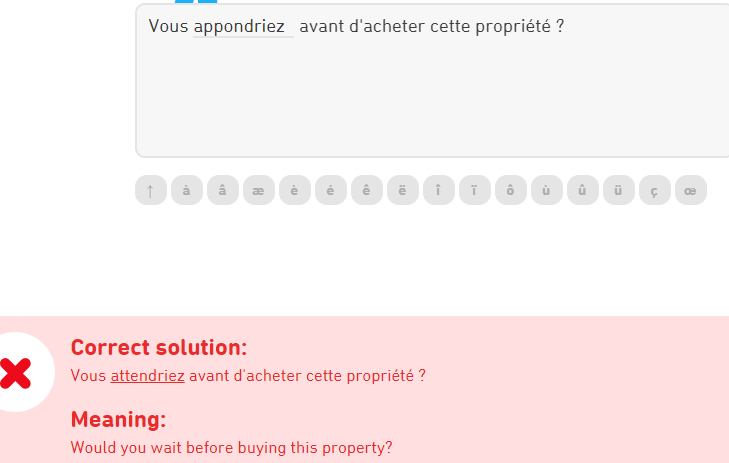 Vous appondriez avant d'acheter cette propriété ?
↑ à â æ è é ê ë î ï ô ù û ü ç œ
Correct solution:
Vous attendriez avant d'acheter cette propriété ?
Meaning:
Would you wait before buying this property?